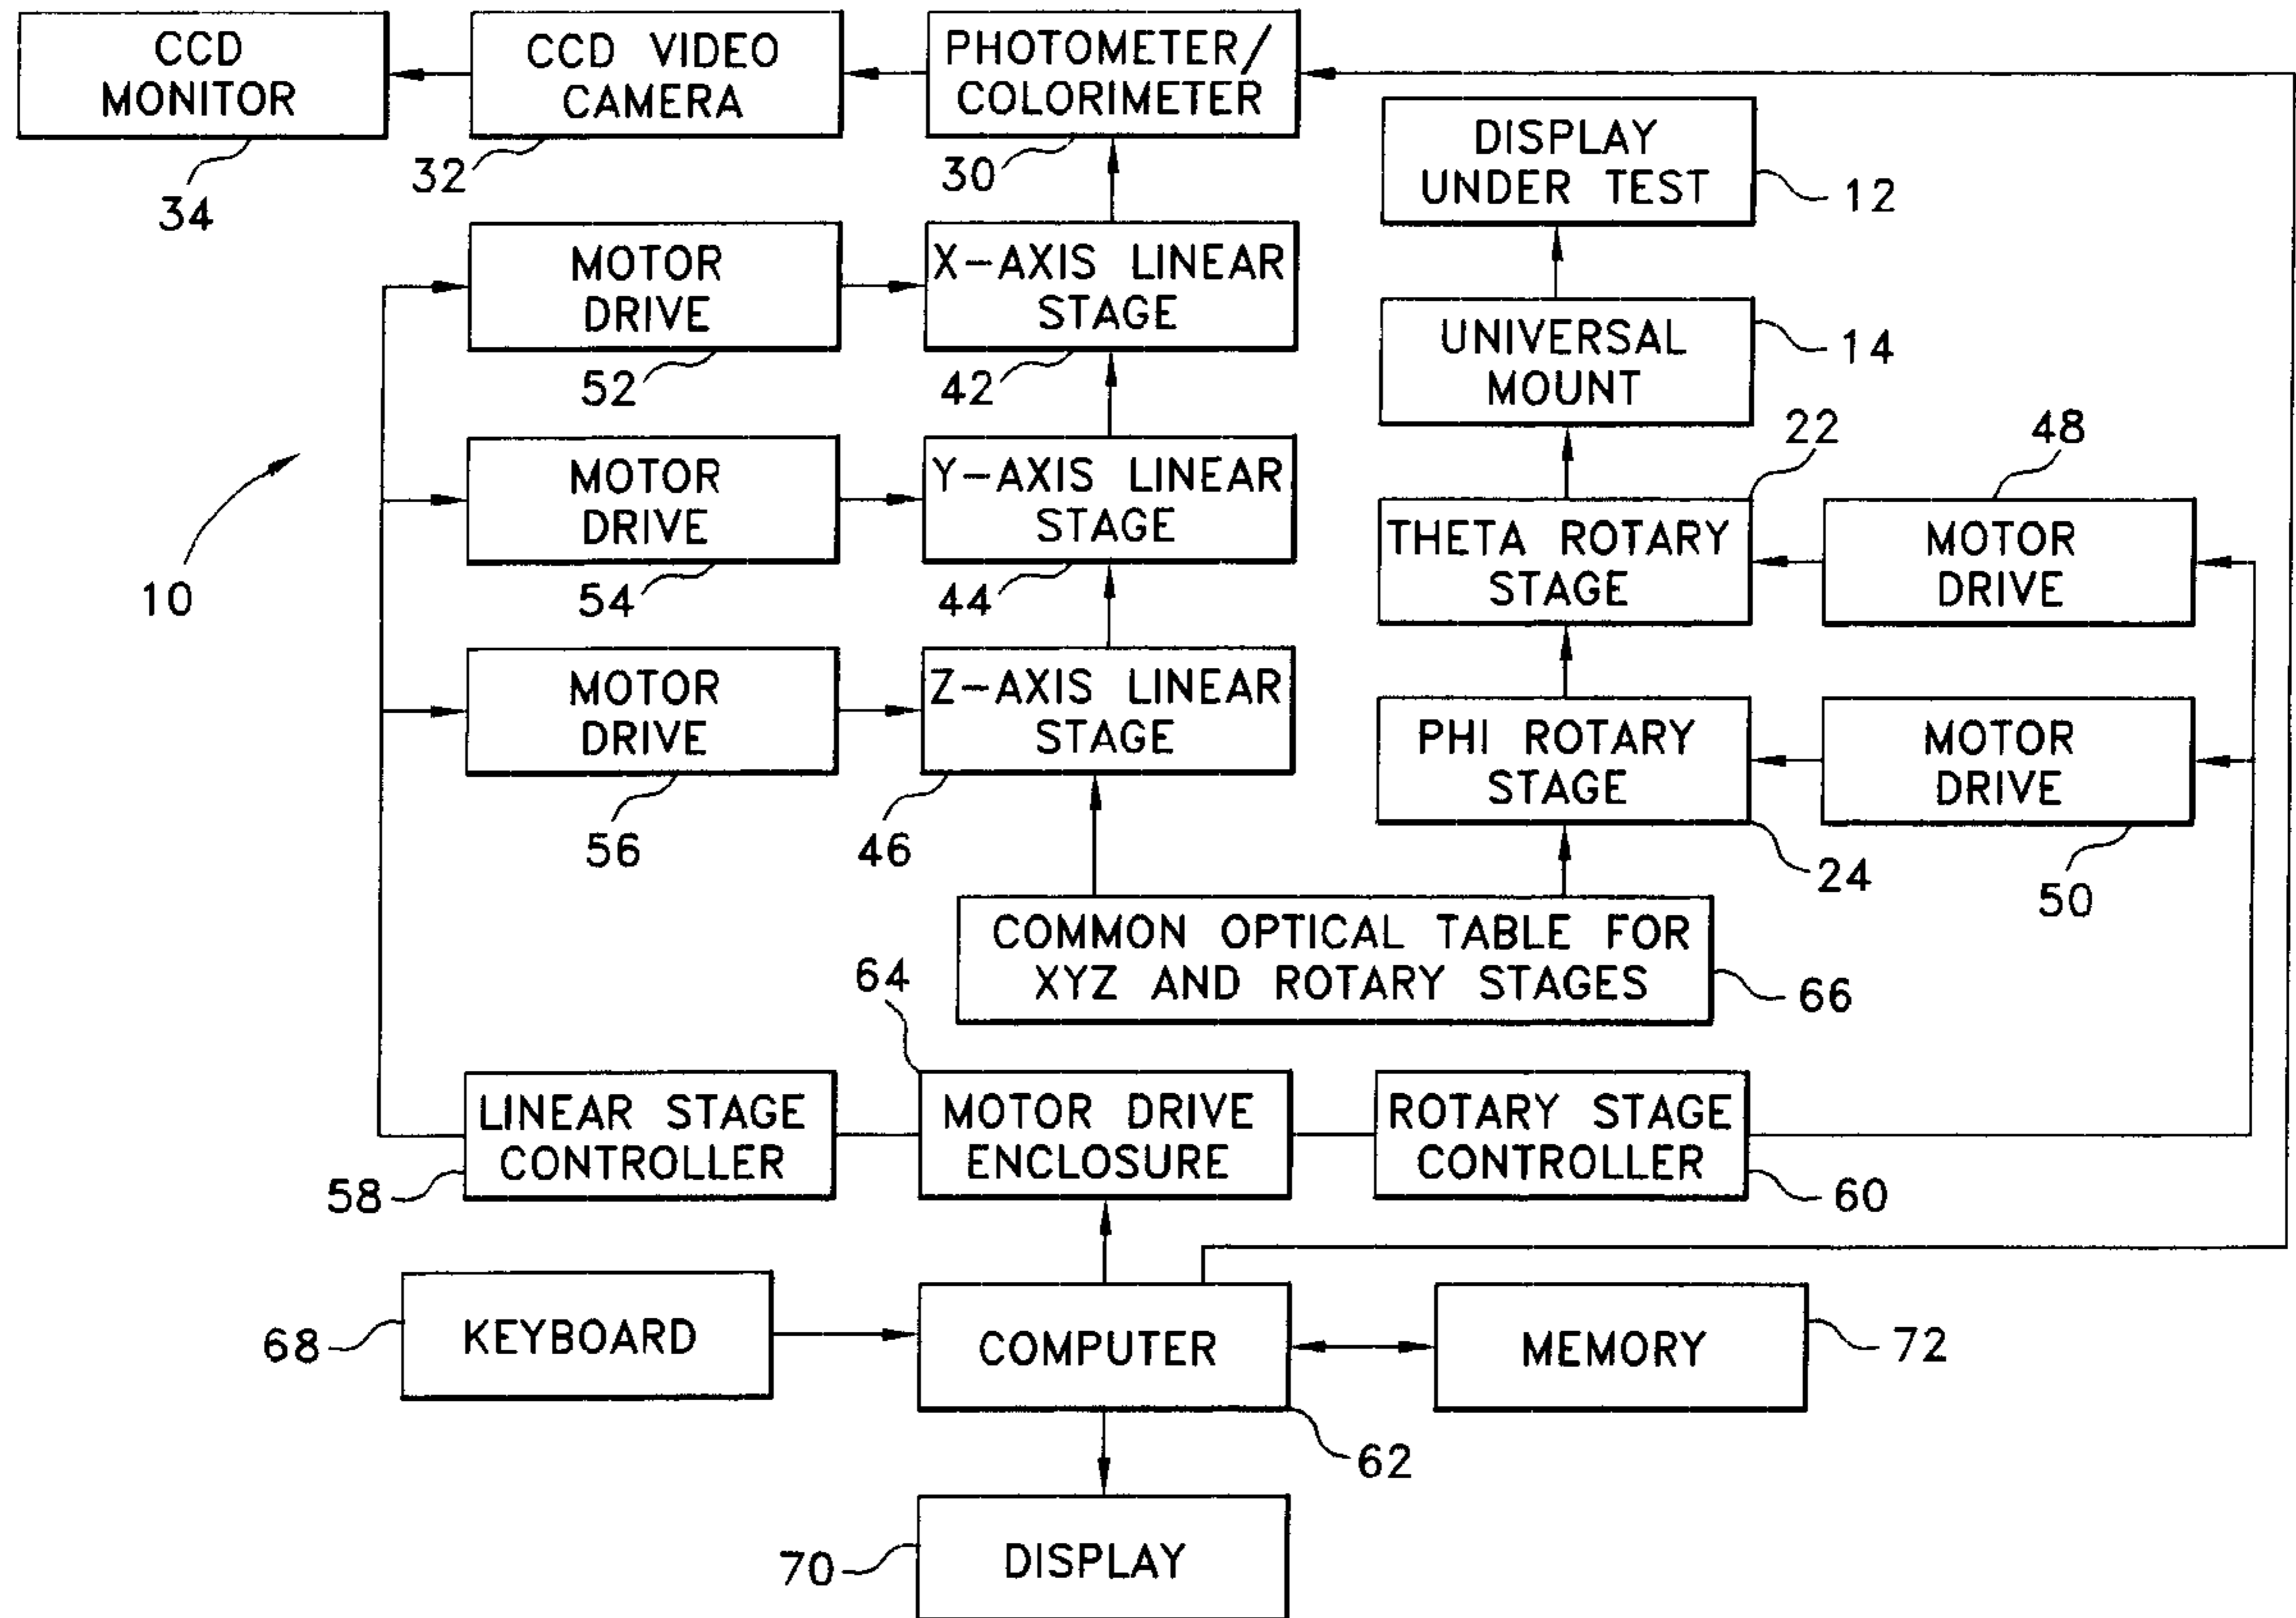 CCD
MONITOR
34
CCD VIDEO
CAMERA
32
PHOTOMETER/
COLORIMETER
30
DISPLAY
UNDER TEST
12
MOTOR
DRIVE
52
X-AXIS LINEAR
STAGE
42
UNIVERSAL
MOUNT
14
10
MOTOR
DRIVE
54
Y-AXIS LINEAR
STAGE
44
THETA ROTARY
STAGE
22
MOTOR
DRIVE
48
MOTOR
DRIVE
56
Z-AXIS LINEAR
STAGE
46
PHI ROTARY
STAGE
24
MOTOR
DRIVE
50
COMMON OPTICAL TABLE FOR
XYZ AND ROTARY STAGES
66
LINEAR STAGE
CONTROLLER
58
64
MOTOR DRIVE
ENCLOSURE
ROTARY STAGE
CONTROLLER
60
68
KEYBOARD
COMPUTER
62
MEMORY
72
70
DISPLAY